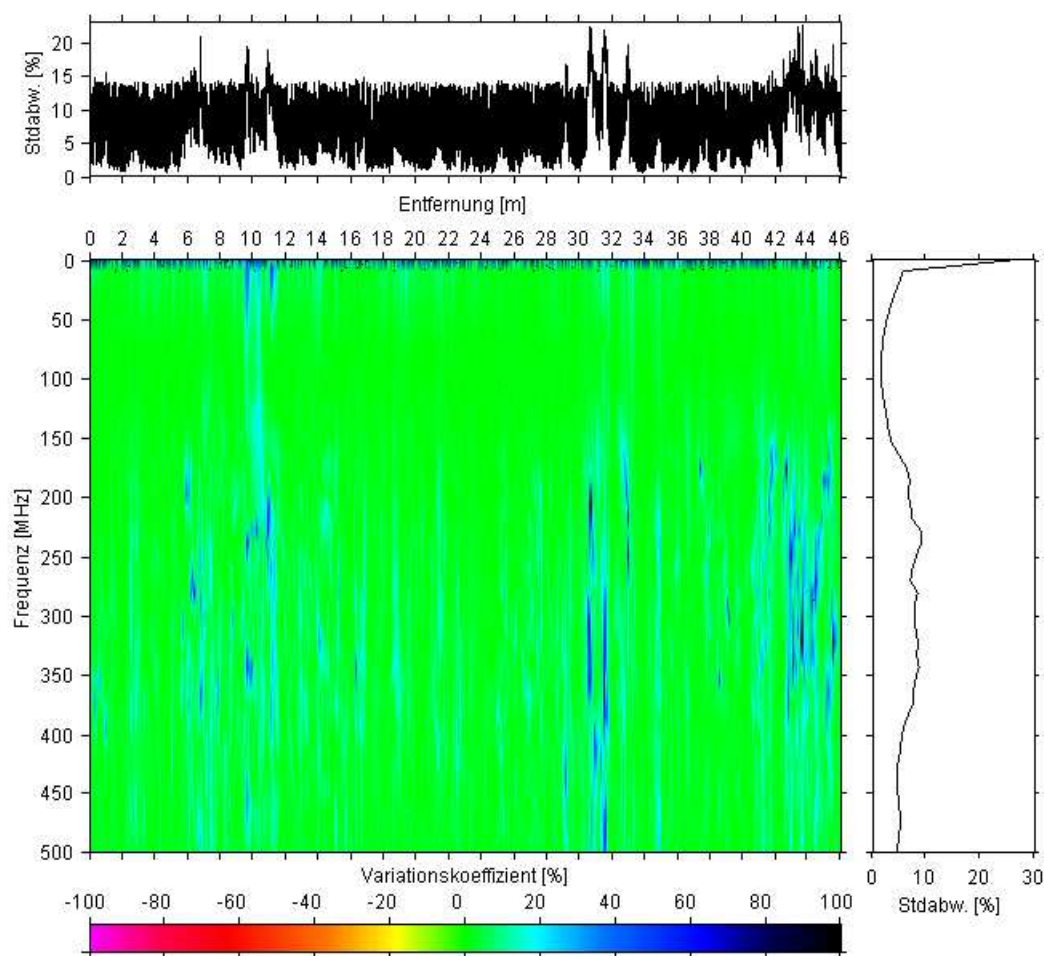 Stdabw. [%]
20
15
10
5
0
Entfernung [m]
0 2 4 6 8 10 12 14 16 18 20 22 24 26 28 30 32 34 36 38 40 42 44 46
Frequenz [MHz]
0
50
100
150
200
250
300
350
400
450
500
0 10 20 30
Stdabw. [%]
Variationskoeffizient [%]
-100 -80 -60 -40 -20 0 20 40 60 80 100